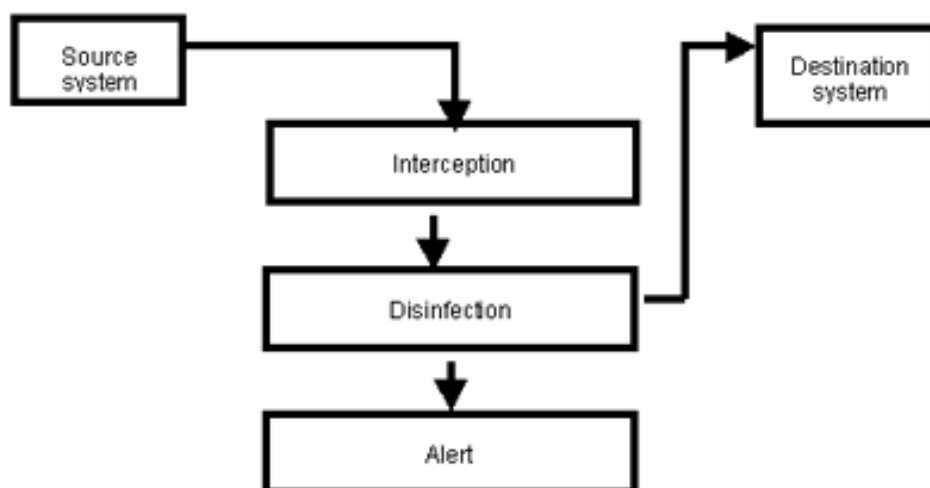 Source
system
Destination
system
Interception
Disinfection
Alert